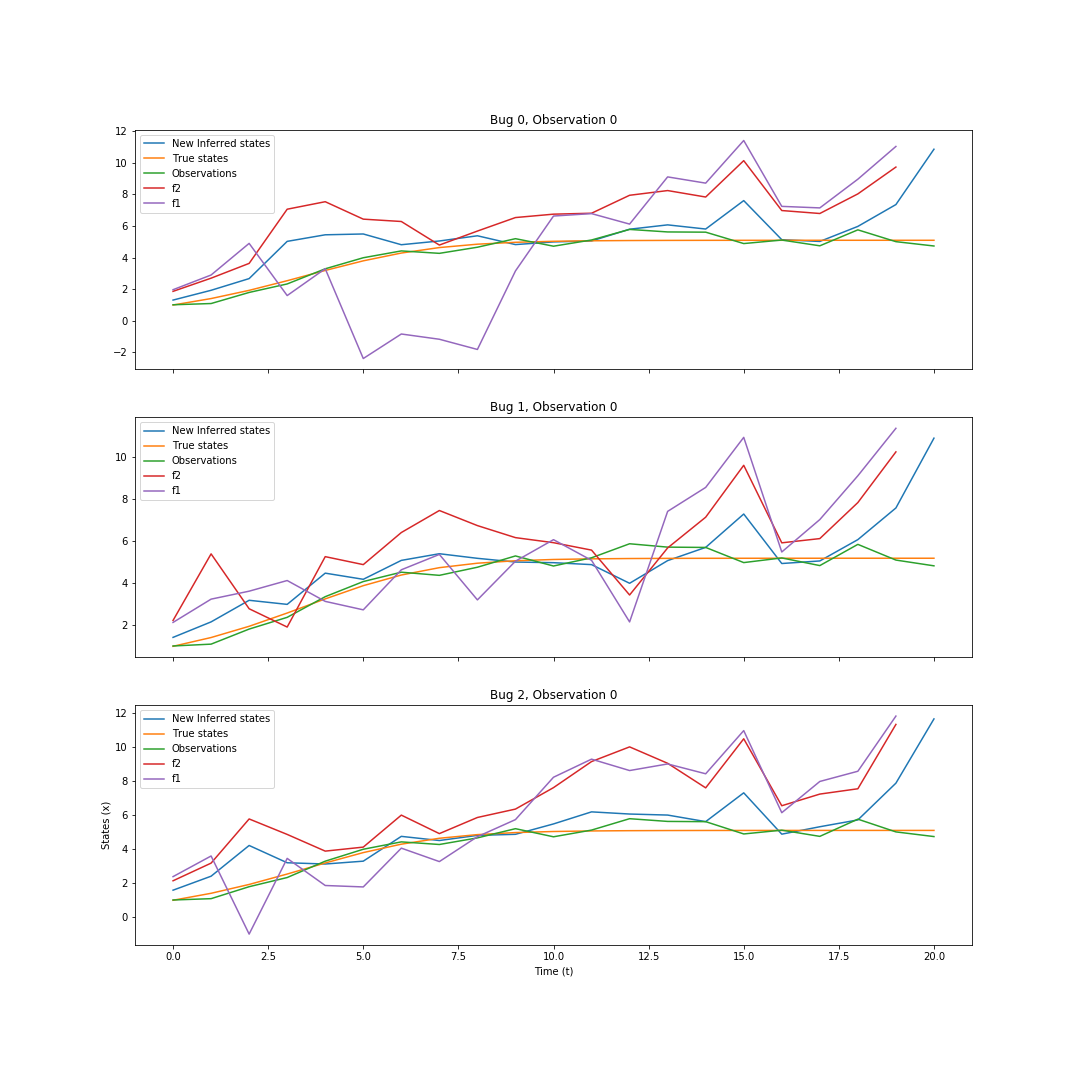 Bug 0, Observation 0
12
10
8
6
4
2
0
−2
New Inferred states
True states
Observations
f2
f1
Bug 1, Observation 0
10
8
6
4
2
New Inferred states
True states
Observations
f2
f1
Bug 2, Observation 0
12
10
8
6
4
2
0
New Inferred states
True states
Observations
f2
f1
States (x)
0.0 2.5 5.0 7.5 10.0 12.5 15.0 17.5 20.0
Time (t)